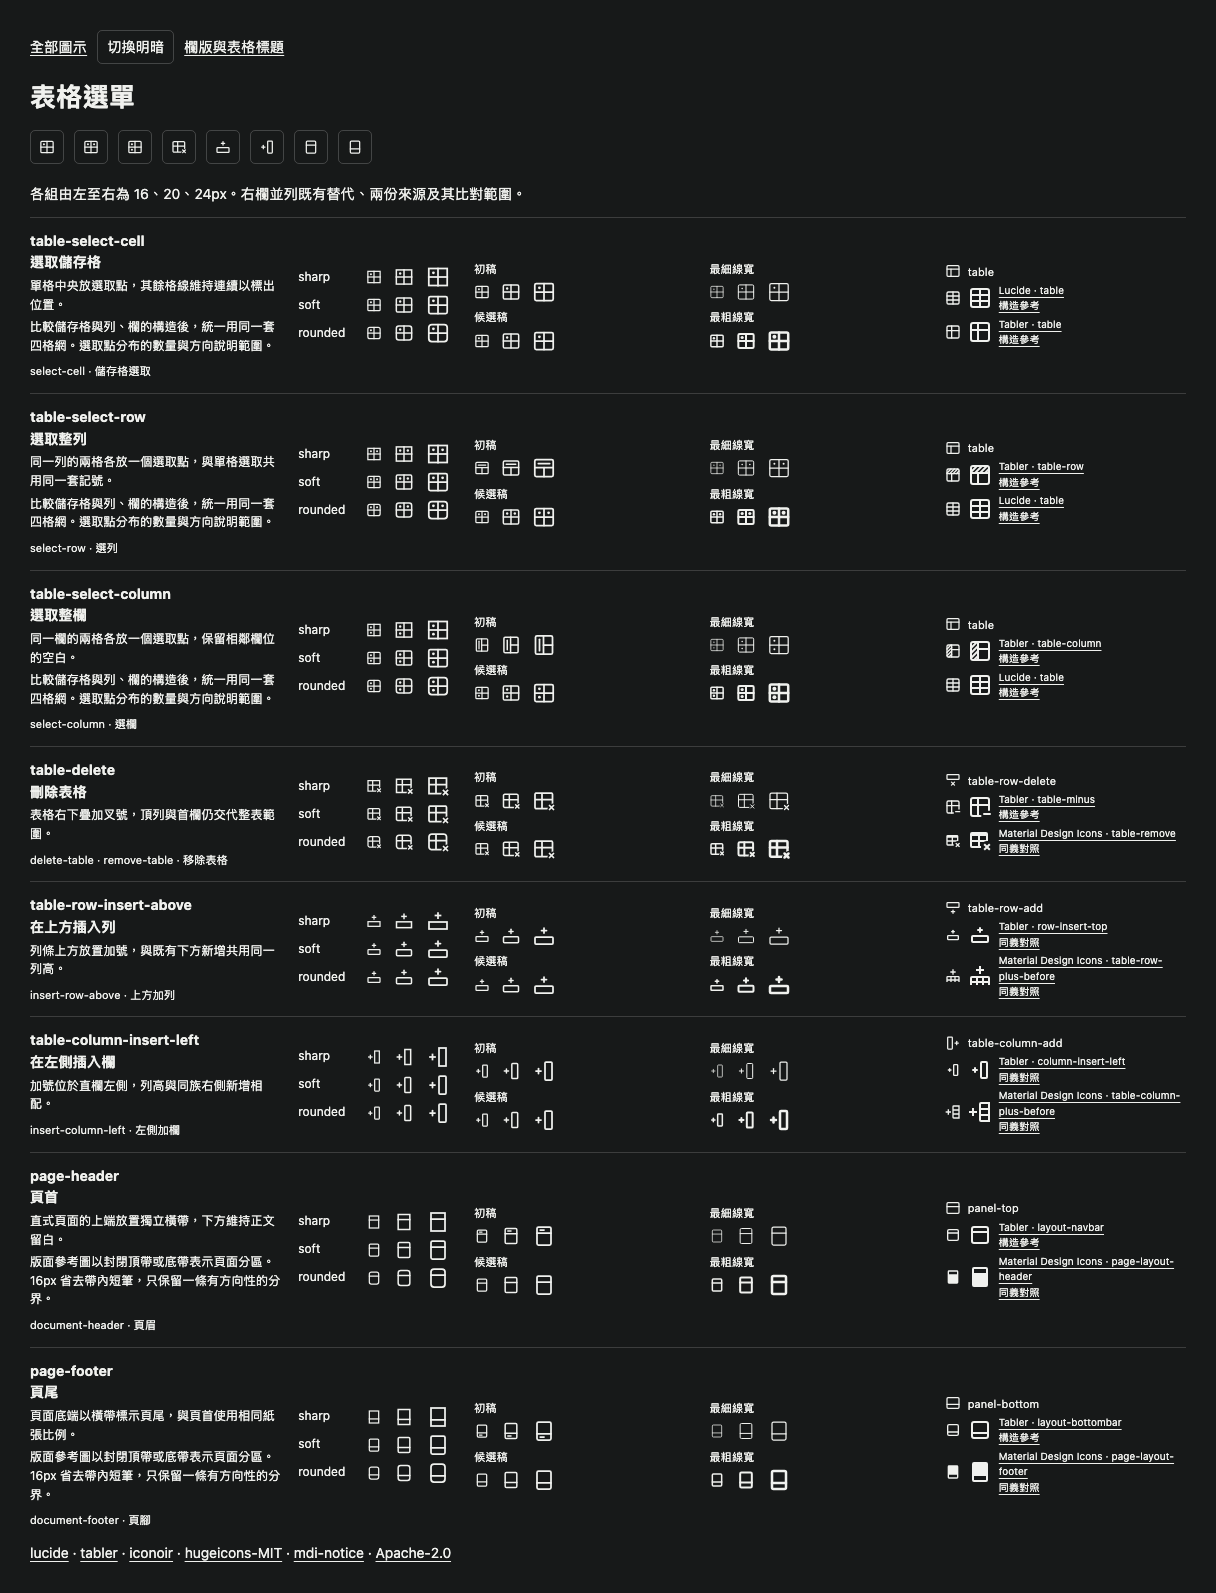 全部圖示 切換明暗 欄版與表格標題
表格選單
各組由左至右為 16、20、24px。右欄並列既有替代、兩份來源及其比對範圍。
table-select-cell
選取儲存格
單格中央放選取點，其餘格線維持連續以標出
位置。
比較儲存格與列、欄的構造後，統一用同一套
四格網。選取點分布的數量與方向說明範圍。
select-cell · 儲存格選取
sharp
soft
rounded
初稿
候選稿
最細線寬
最粗線寬
table
Lucide · table
構造參考
Tabler · table
構造參考
table-select-row
選取整列
同一列的兩格各放一個選取點，與單格選取共
用同一套記號。
比較儲存格與列、欄的構造後，統一用同一套
四格網。選取點分布的數量與方向說明範圍。
select-row · 選列
sharp
soft
rounded
初稿
候選稿
最細線寬
最粗線寬
table
Tabler · table-row
構造參考
Lucide · table
構造參考
table-select-column
選取整欄
同一欄的兩格各放一個選取點，保留相鄰欄位
的空白。
比較儲存格與列、欄的構造後，統一用同一套
四格網。選取點分布的數量與方向說明範圍。
select-column · 選欄
sharp
soft
rounded
初稿
候選稿
最細線寬
最粗線寬
table
Tabler · table-column
構造參考
Lucide · table
構造參考
table-delete
刪除表格
表格右下疊加叉號，頂列與首欄仍交代整表範
圍。
delete-table · remove-table · 移除表格
sharp
soft
rounded
初稿
候選稿
最細線寬
最粗線寬
table-row-delete
Tabler · table-minus
構造參考
Material Design Icons · table-remove
同義對照
table-row-insert-above
在上方插入列
列條上方放置加號，與既有下方新增共用同一
列高。
insert-row-above · 上方加列
sharp
soft
rounded
初稿
候選稿
最細線寬
最粗線寬
table-row-add
Tabler · row-insert-top
同義對照
Material Design Icons · table-row-
plus-before
同義對照
table-column-insert-left
在左側插入欄
加號位於直欄左側，列高與同族右側新增相
配。
insert-column-left · 左側加欄
sharp
soft
rounded
初稿
候選稿
最細線寬
最粗線寬
table-column-add
Tabler · column-insert-left
同義對照
Material Design Icons · table-column-
plus-before
同義對照
page-header
頁首
直式頁面的上端放置獨立橫帶，下方維持正文
留白。
版面參考圖以封閉頂帶或底帶表示頁面分區。
16px 省去帶內短筆，只保留一條有方向性的分
界。
document-header · 頁眉
sharp
soft
rounded
初稿
候選稿
最細線寬
最粗線寬
panel-top
Tabler · layout-navbar
構造參考
Material Design Icons · page-layout-
header
同義對照
page-footer
頁尾
頁面底端以橫帶標示頁尾，與頁首使用相同紙
張比例。
版面參考圖以封閉頂帶或底帶表示頁面分區。
16px 省去帶內短筆，只保留一條有方向性的分
界。
document-footer · 頁腳
sharp
soft
rounded
初稿
候選稿
最細線寬
最粗線寬
panel-bottom
Tabler · layout-bottombar
構造參考
Material Design Icons · page-layout-
footer
同義對照
lucide · tabler · iconoir · hugeicons-MIT · mdi-notice · Apache-2.0